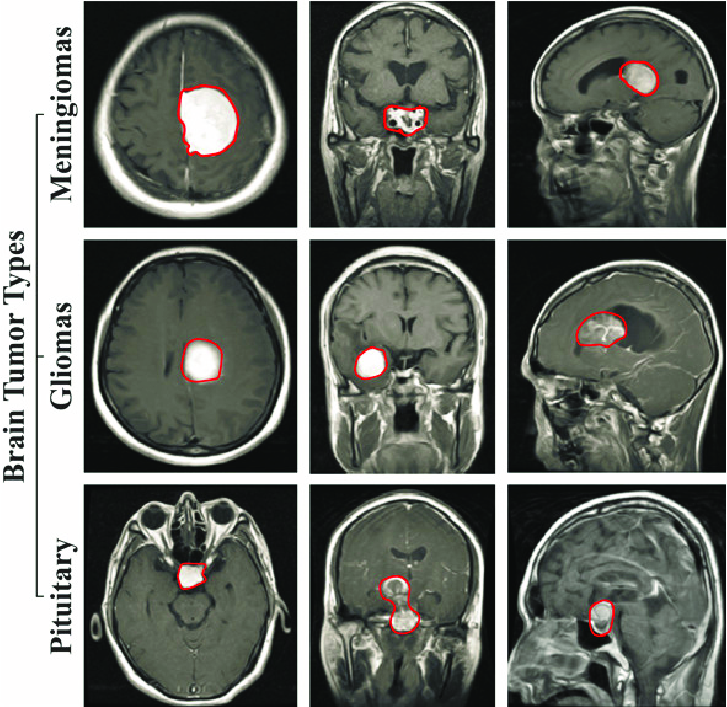 Brain Tumor Types
Meningiomas
Gliomas
Pituitary